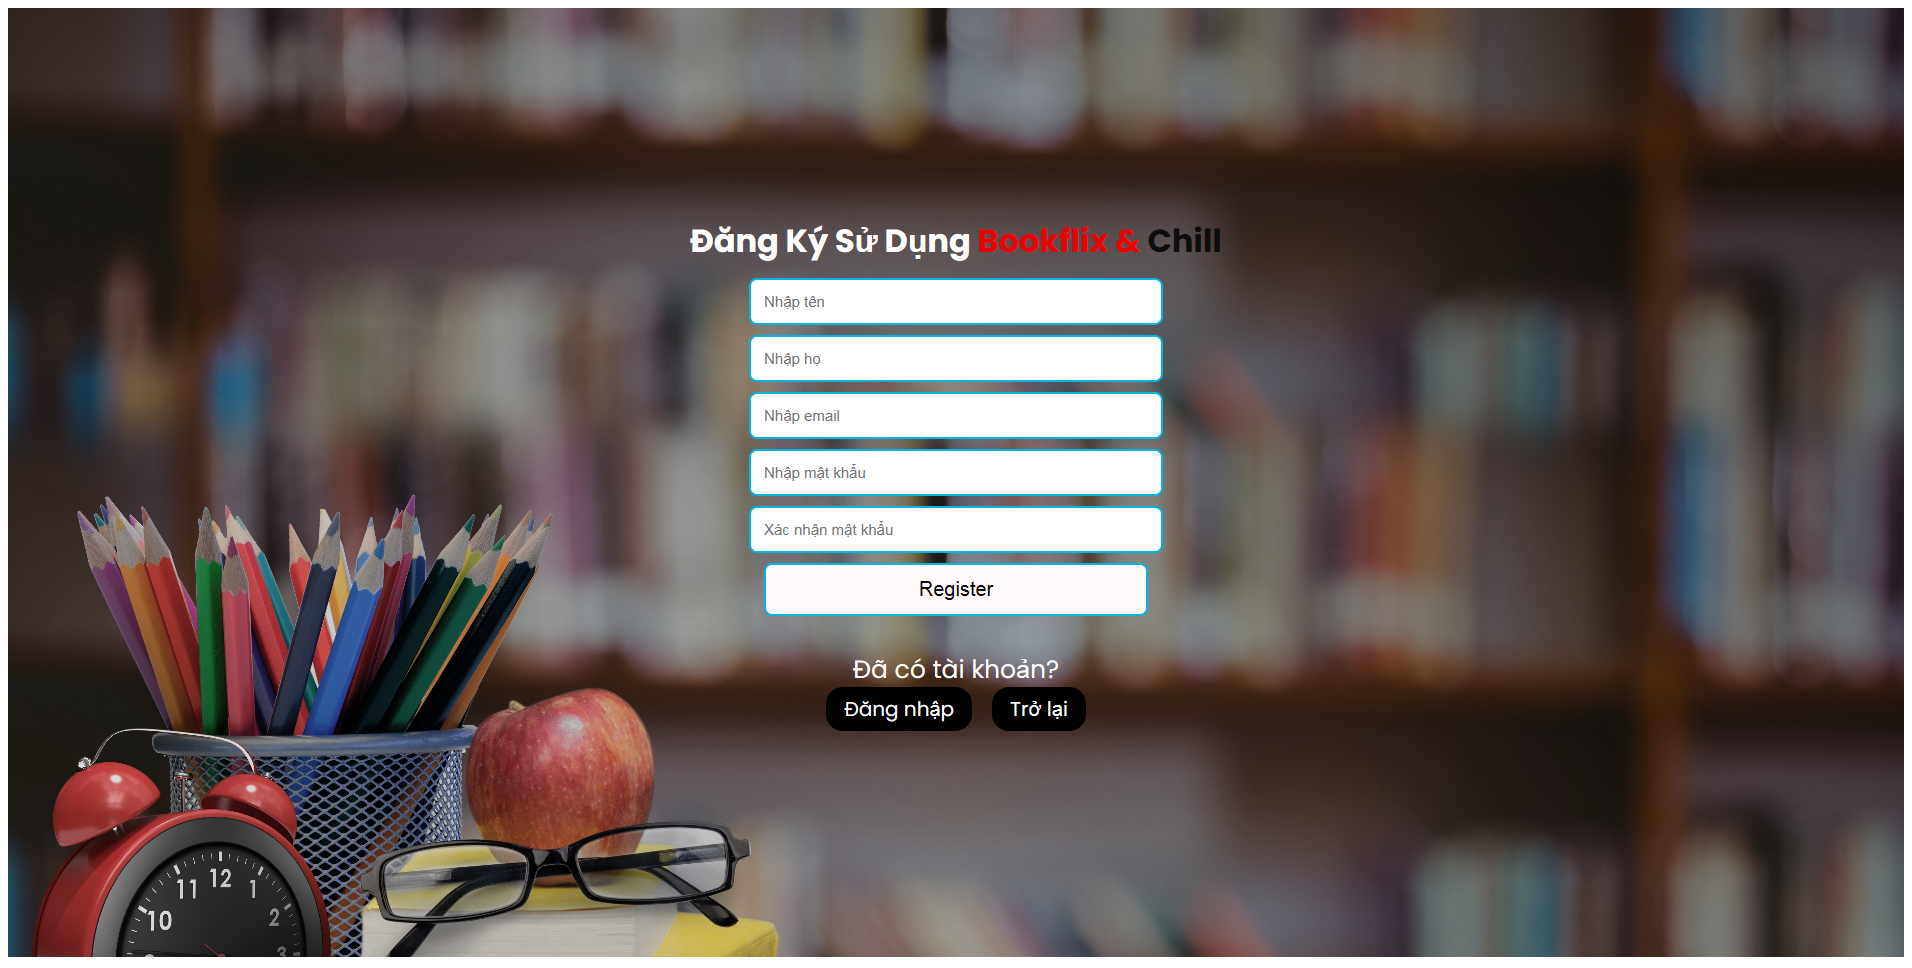 Đăng Ký Sử Dụng Bookflix & Chill
Nhập tên
Nhập họ
Nhập email
Nhập mật khẩu
Xác nhận mật khẩu
Register
Đã có tài khoản?
Đăng nhập Trở lại
11 12 1
10 2
3